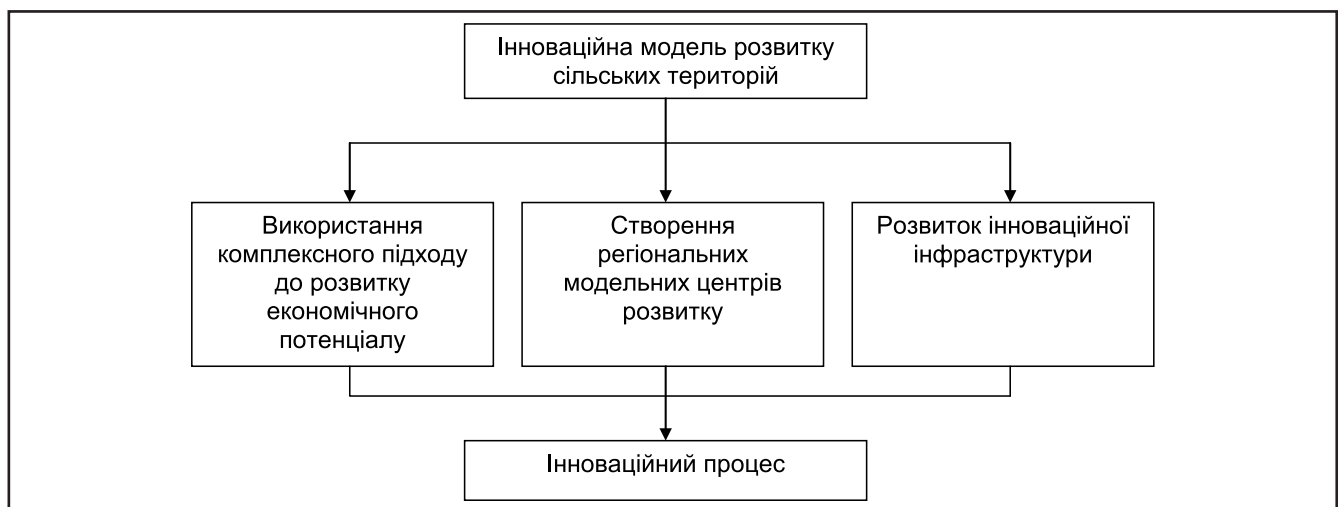 Інноваційна модель розвитку
сільських територій
Використання
комплексного підходу
до розвитку
економічного
потенціалу
Створення
регіональних
модельних центрів
розвитку
Розвиток інноваційної
інфраструктури
Інноваційний процес